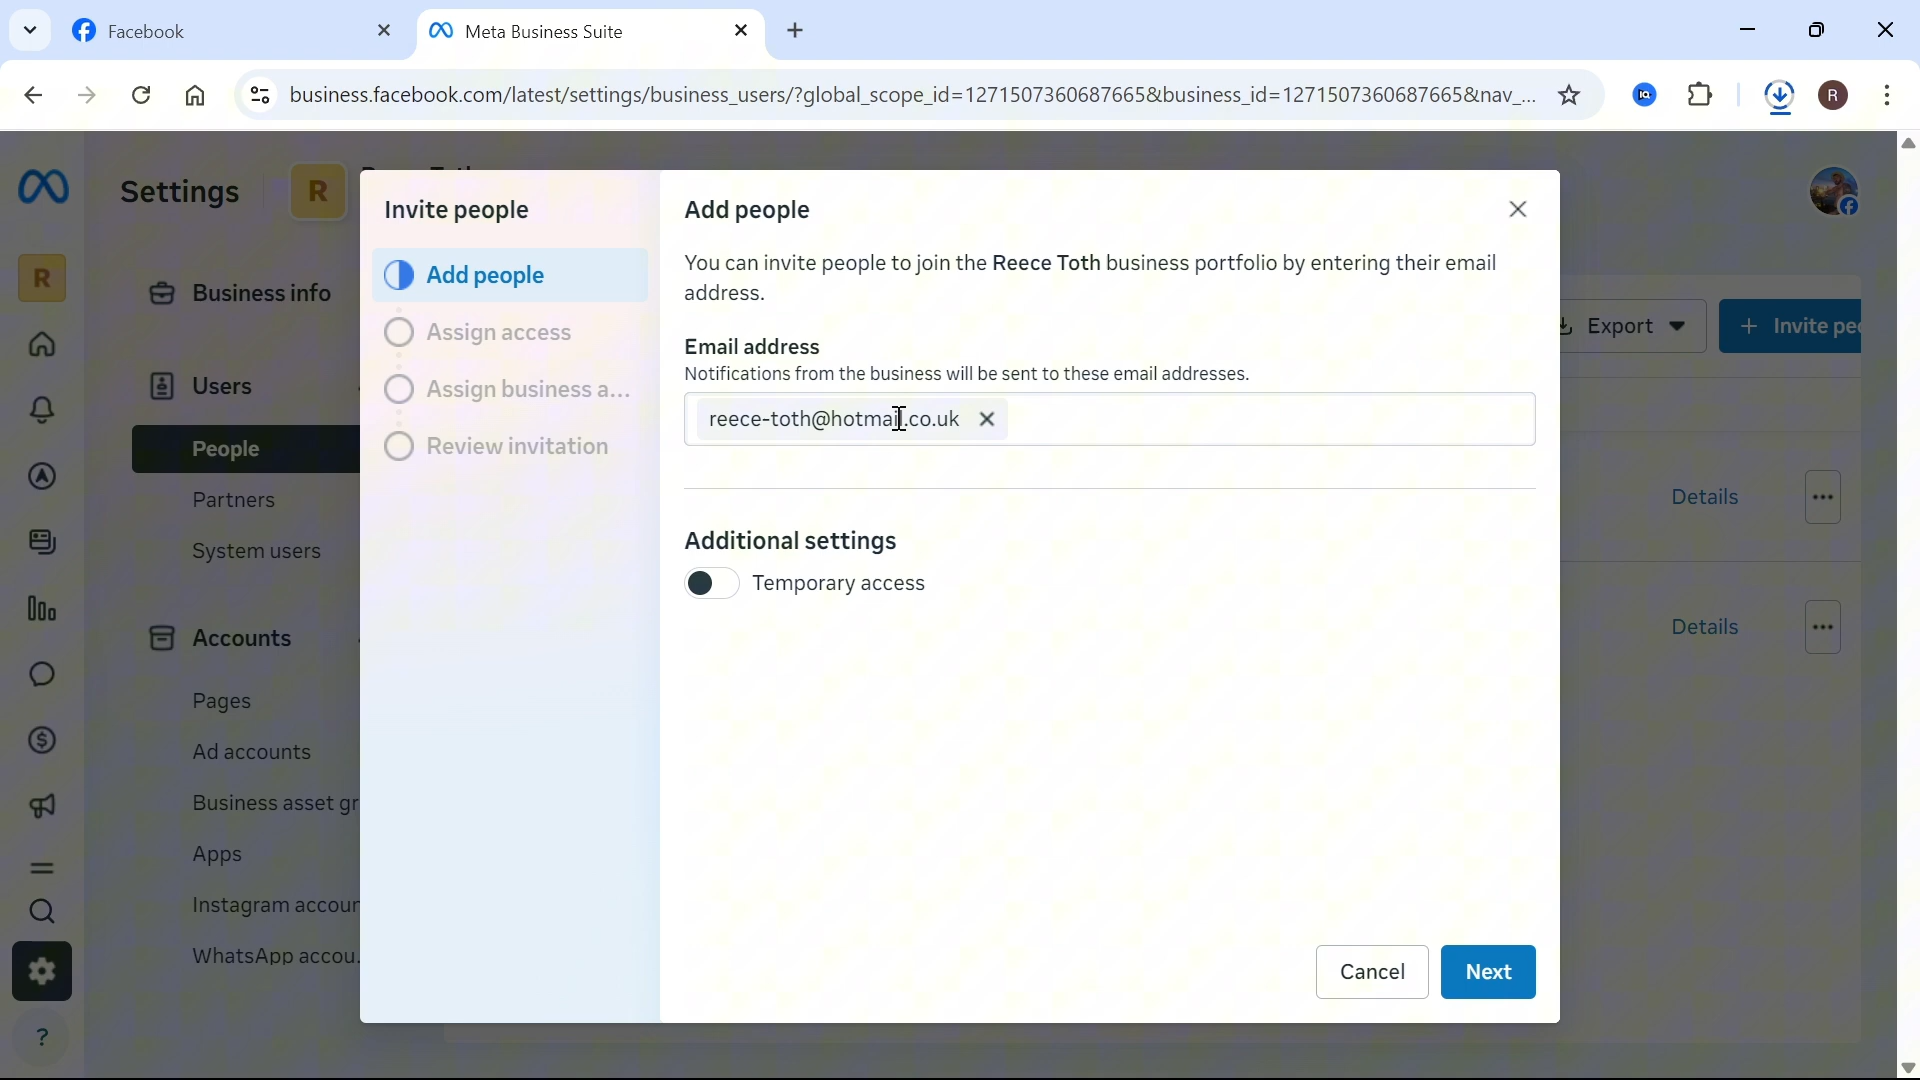 Facebook
Meta Business Suite
business.facebook.com/latest/settings/business_users/?global_scope_id=1271507360687665&business_id=1271507360687665&nav_...
IQ
R
Settings
R
R
Business info
Users
People
Partners
System users
Accounts
Pages
Ad accounts
Business asset gr
Apps
Instagram accoun
WhatsApp accou...
?
Invite people
Add people
Assign access
Assign business a...
Review invitation
Add people
You can invite people to join the Reece Toth business portfolio by entering their email
address.
Email address
Notifications from the business will be sent to these email addresses.
reece-toth@hotmail.co.uk
Additional settings
Temporary access
Cancel
Next
Export
+ Invite peo
Details
Details